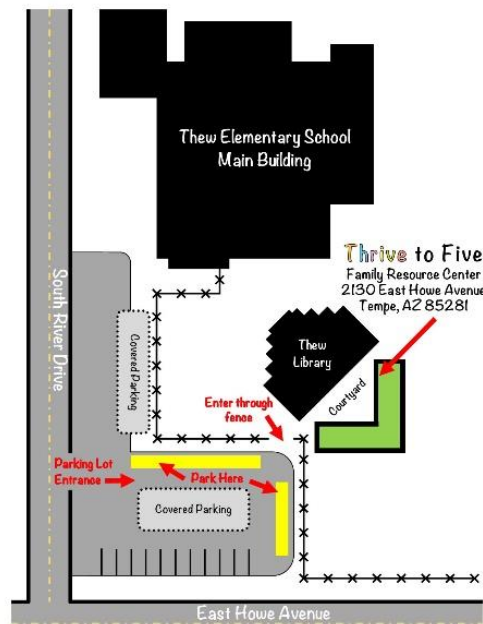 Thew Elementary School
Main Building
Thrive to Five
Family Resource Center
2130 East Howe Avenue
Tempe, AZ 85281
South River Drive
Covered Parking
Thew
Library
Courtyard
Enter through
fence
Parking Lot
Entrance
Park Here
Covered Parking
East Howe Avenue